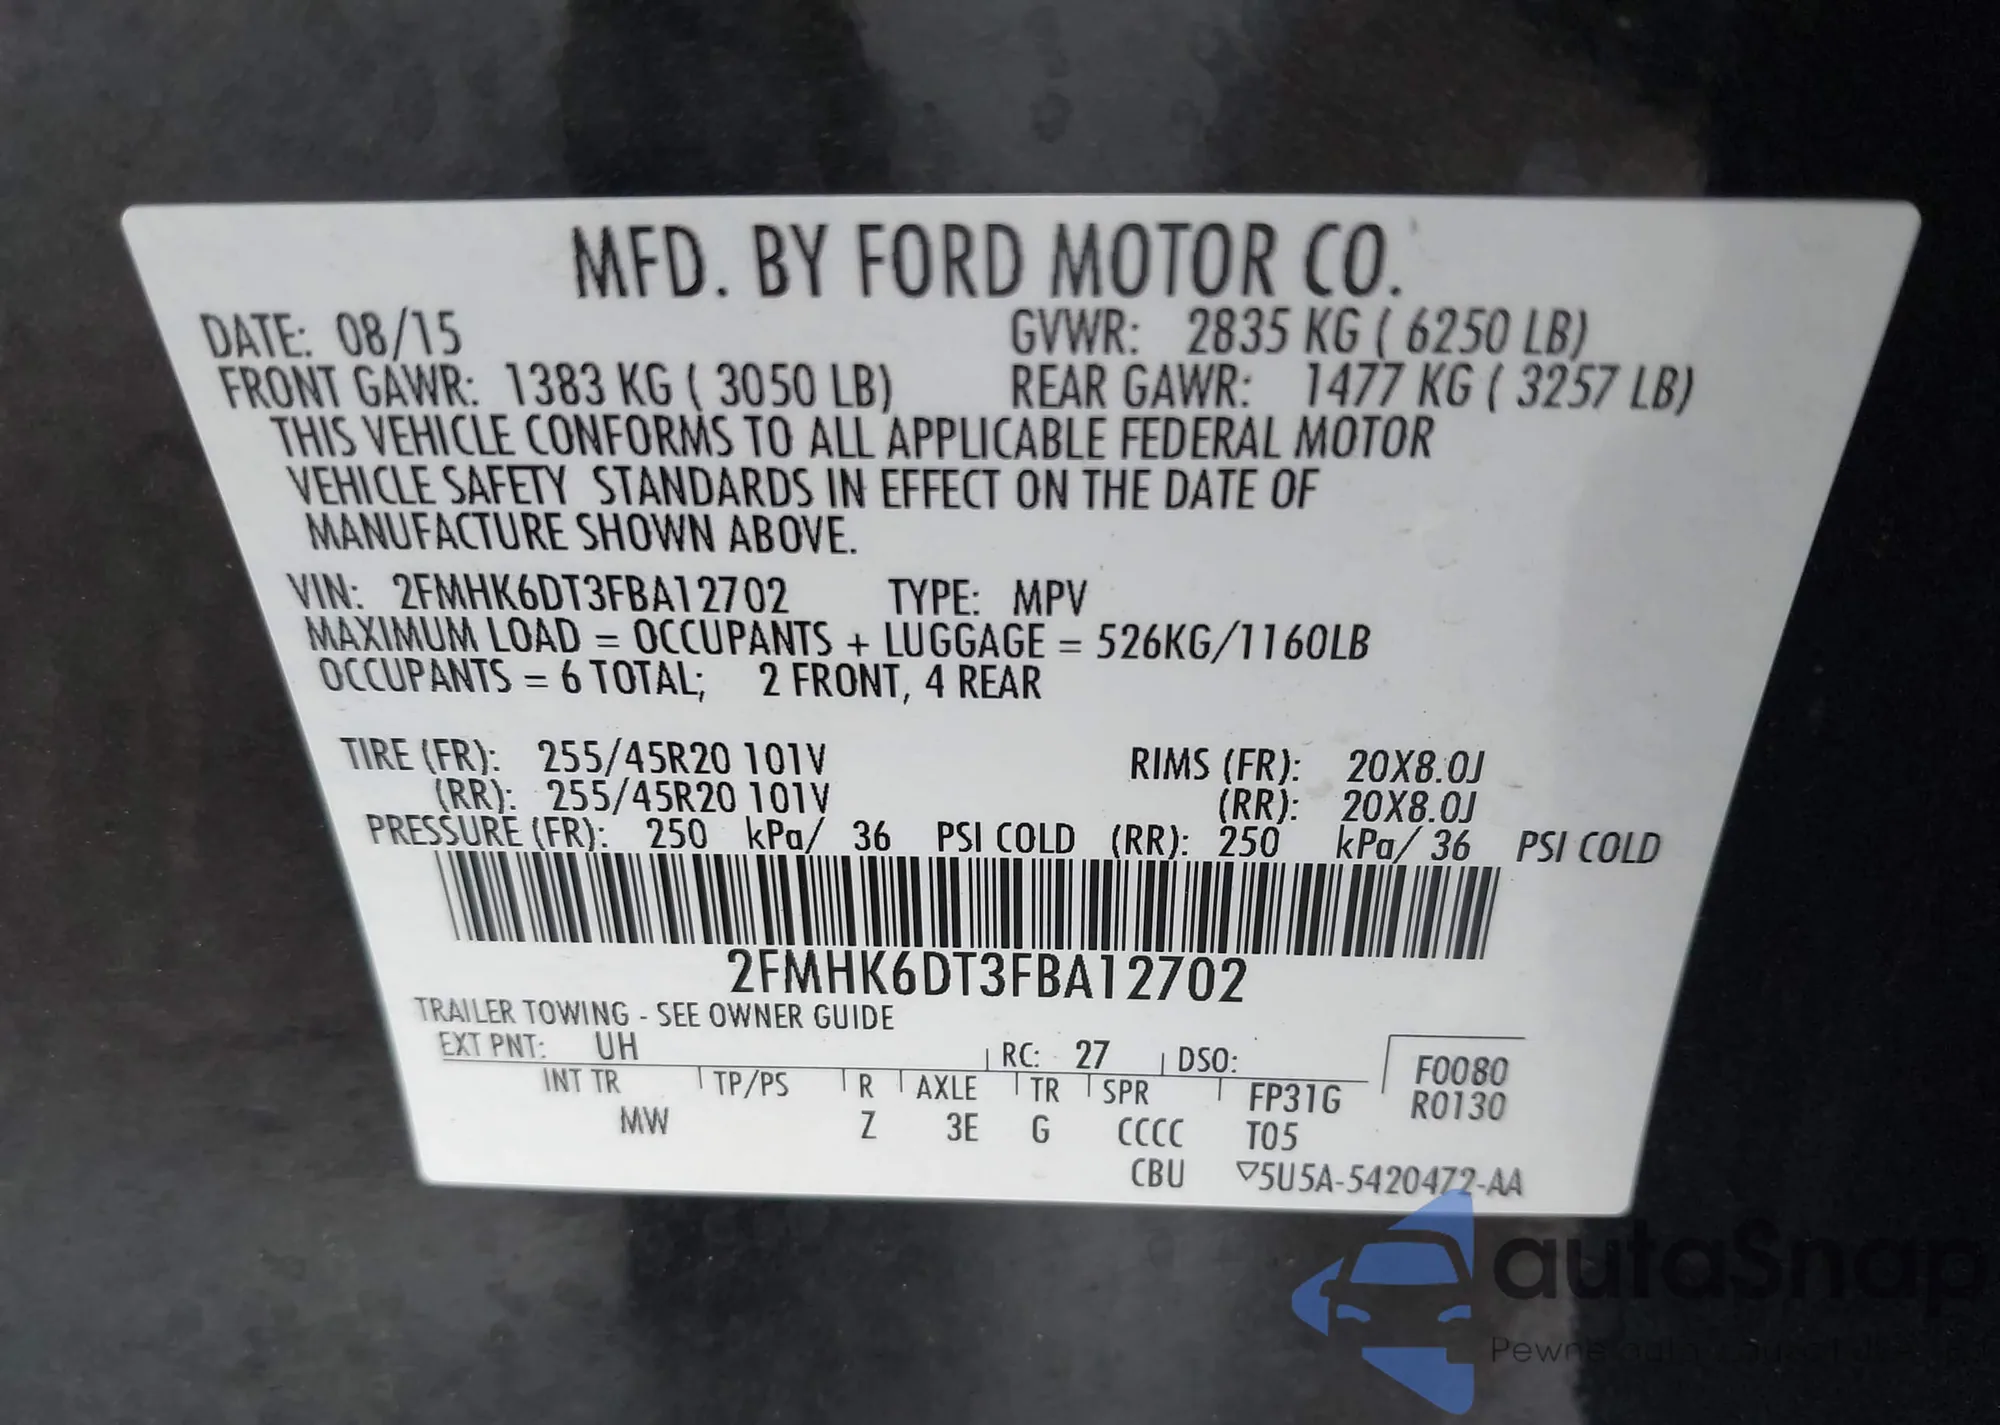 MFD. BY FORD MOTOR CO.
DATE: 08/15 GVWR: 2835 KG ( 6250 LB)
FRONT GAWR: 1383 KG ( 3050 LB) REAR GAWR: 1477 KG ( 3257 LB)
THIS VEHICLE CONFORMS TO ALL APPLICABLE FEDERAL MOTOR
VEHICLE SAFETY STANDARDS IN EFFECT ON THE DATE OF
MANUFACTURE SHOWN ABOVE.
VIN: 2FMHK6DT3FBA12702 TYPE: MPV
MAXIMUM LOAD = OCCUPANTS + LUGGAGE = 526KG/1160LB
OCCUPANTS = 6 TOTAL; 2 FRONT, 4 REAR
TIRE (FR): 255/45R20 101V RIMS (FR): 20X8.0J
(RR): 255/45R20 101V (RR): 20X8.0J
PRESSURE (FR): 250 kPa/ 36 PSI COLD (RR): 250 kPa/ 36 PSI COLD
2FMHK6DT3FBA12702
TRAILER TOWING - SEE OWNER GUIDE
EXT PNT: UH RC: 27 DSO: F0080
INT TR TP/PS R AXLE TR SPR FP31G R0130
MW Z 3E G CCCC T05
CBU ▽5U5A-5420472-AA
autaSnap
Pewne auto